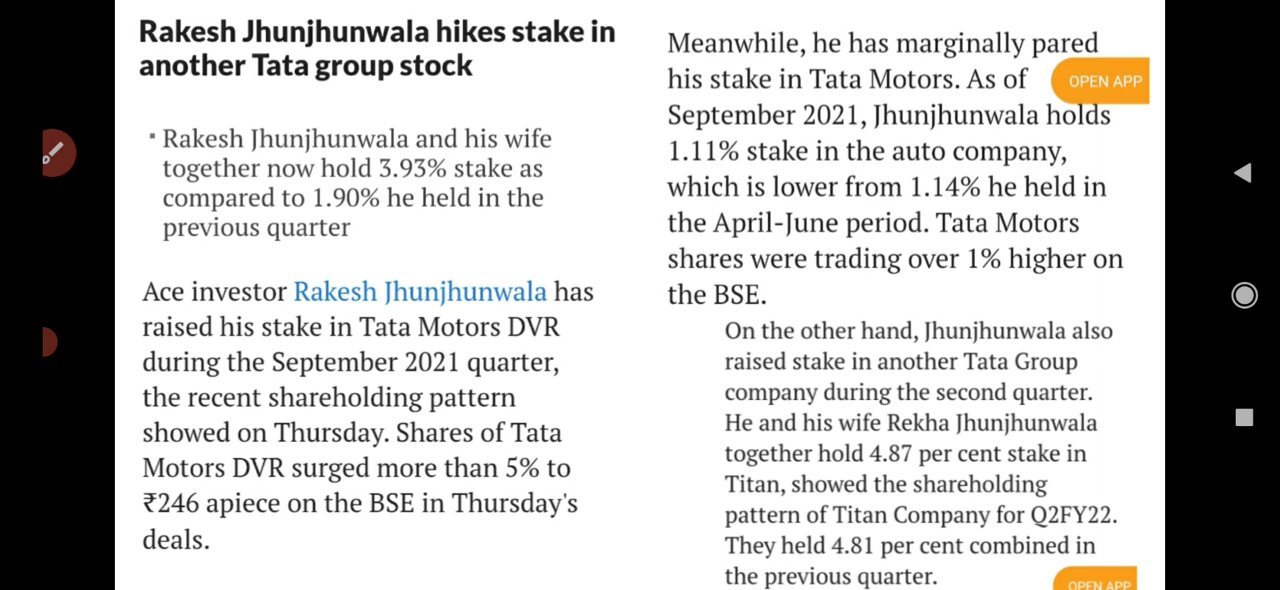 Rakesh Jhunjhunwala hikes stake in
another Tata group stock
▪ Rakesh Jhunjhunwala and his wife
together now hold 3.93% stake as
compared to 1.90% he held in the
previous quarter
Ace investor Rakesh Jhunjhunwala has
raised his stake in Tata Motors DVR
during the September 2021 quarter,
the recent shareholding pattern
showed on Thursday. Shares of Tata
Motors DVR surged more than 5% to
₹246 apiece on the BSE in Thursday's
deals.
Meanwhile, he has marginally pared
his stake in Tata Motors. As of
OPEN APP
September 2021, Jhunjhunwala holds
1.11% stake in the auto company,
which is lower from 1.14% he held in
the April-June period. Tata Motors
shares were trading over 1% higher on
the BSE.
On the other hand, Jhunjhunwala also
raised stake in another Tata Group
company during the second quarter.
He and his wife Rekha Jhunjhunwala
together hold 4.87 per cent stake in
Titan, showed the shareholding
pattern of Titan Company for Q2FY22.
They held 4.81 per cent combined in
the previous quarter.
OPEN APP